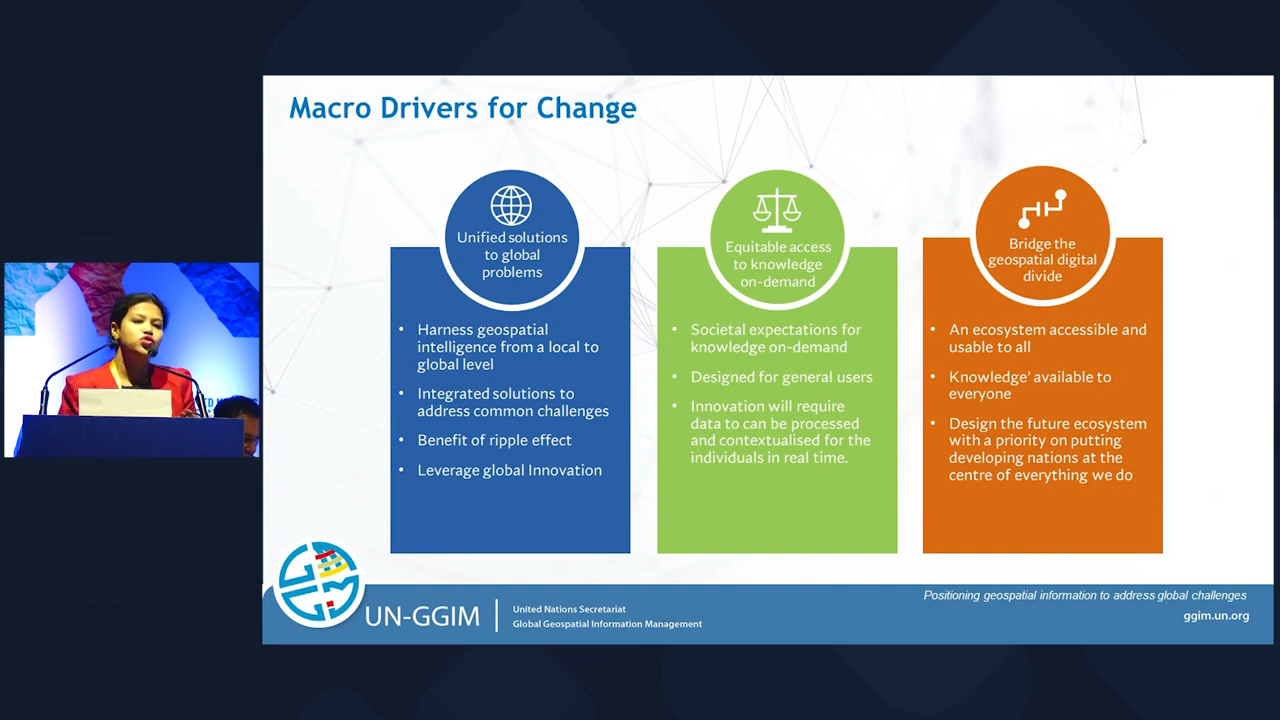 Macro Drivers for Change
Unified solutions
to global
problems
• Harness geospatial
intelligence from a local to
global level
• Integrated solutions to
address common challenges
• Benefit of ripple effect
• Leverage global Innovation
Equitable access
to knowledge
on-demand
• Societal expectations for
knowledge on-demand
• Designed for general users
• Innovation will require
data to can be processed
and contextualised for the
individuals in real time.
Bridge the
geospatial digital
divide
• An ecosystem accessible and
usable to all
• Knowledge’ available to
everyone
• Design the future ecosystem
with a priority on putting
developing nations at the
centre of everything we do
UN-GGIM
United Nations Secretariat
Global Geospatial Information Management
Positioning geospatial information to address global challenges
ggim.un.org